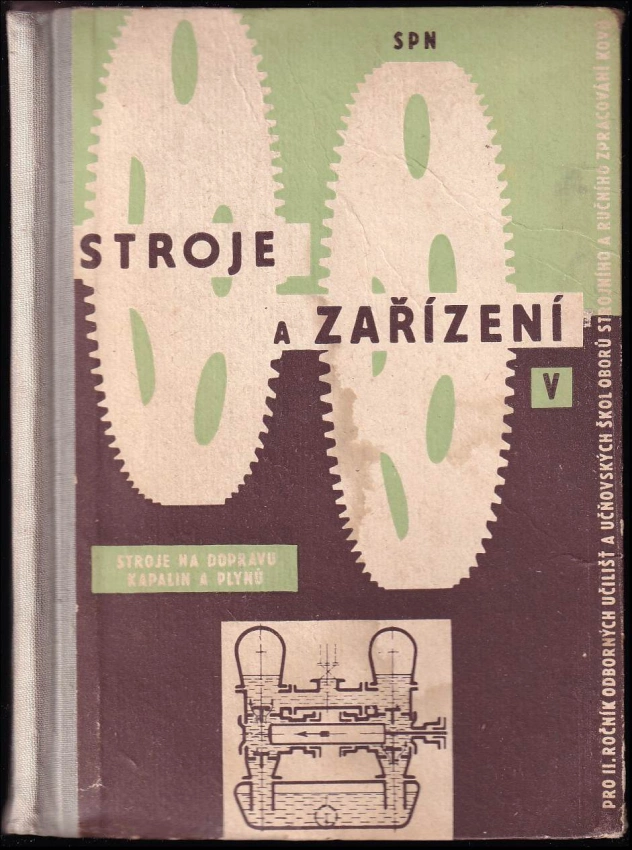 SPN
STROJE
A ZAŘÍZENÍ
V
STROJE NA DOPRAVU
KAPALIN A PLYNŮ
PRO II. ROČNÍK ODBORNÝCH UČILIŠŤ A UČŇOVSKÝCH ŠKOL OBORŮ STROJNÍHO A RUČNÍHO ZPRACOVÁNÍ KOVŮ